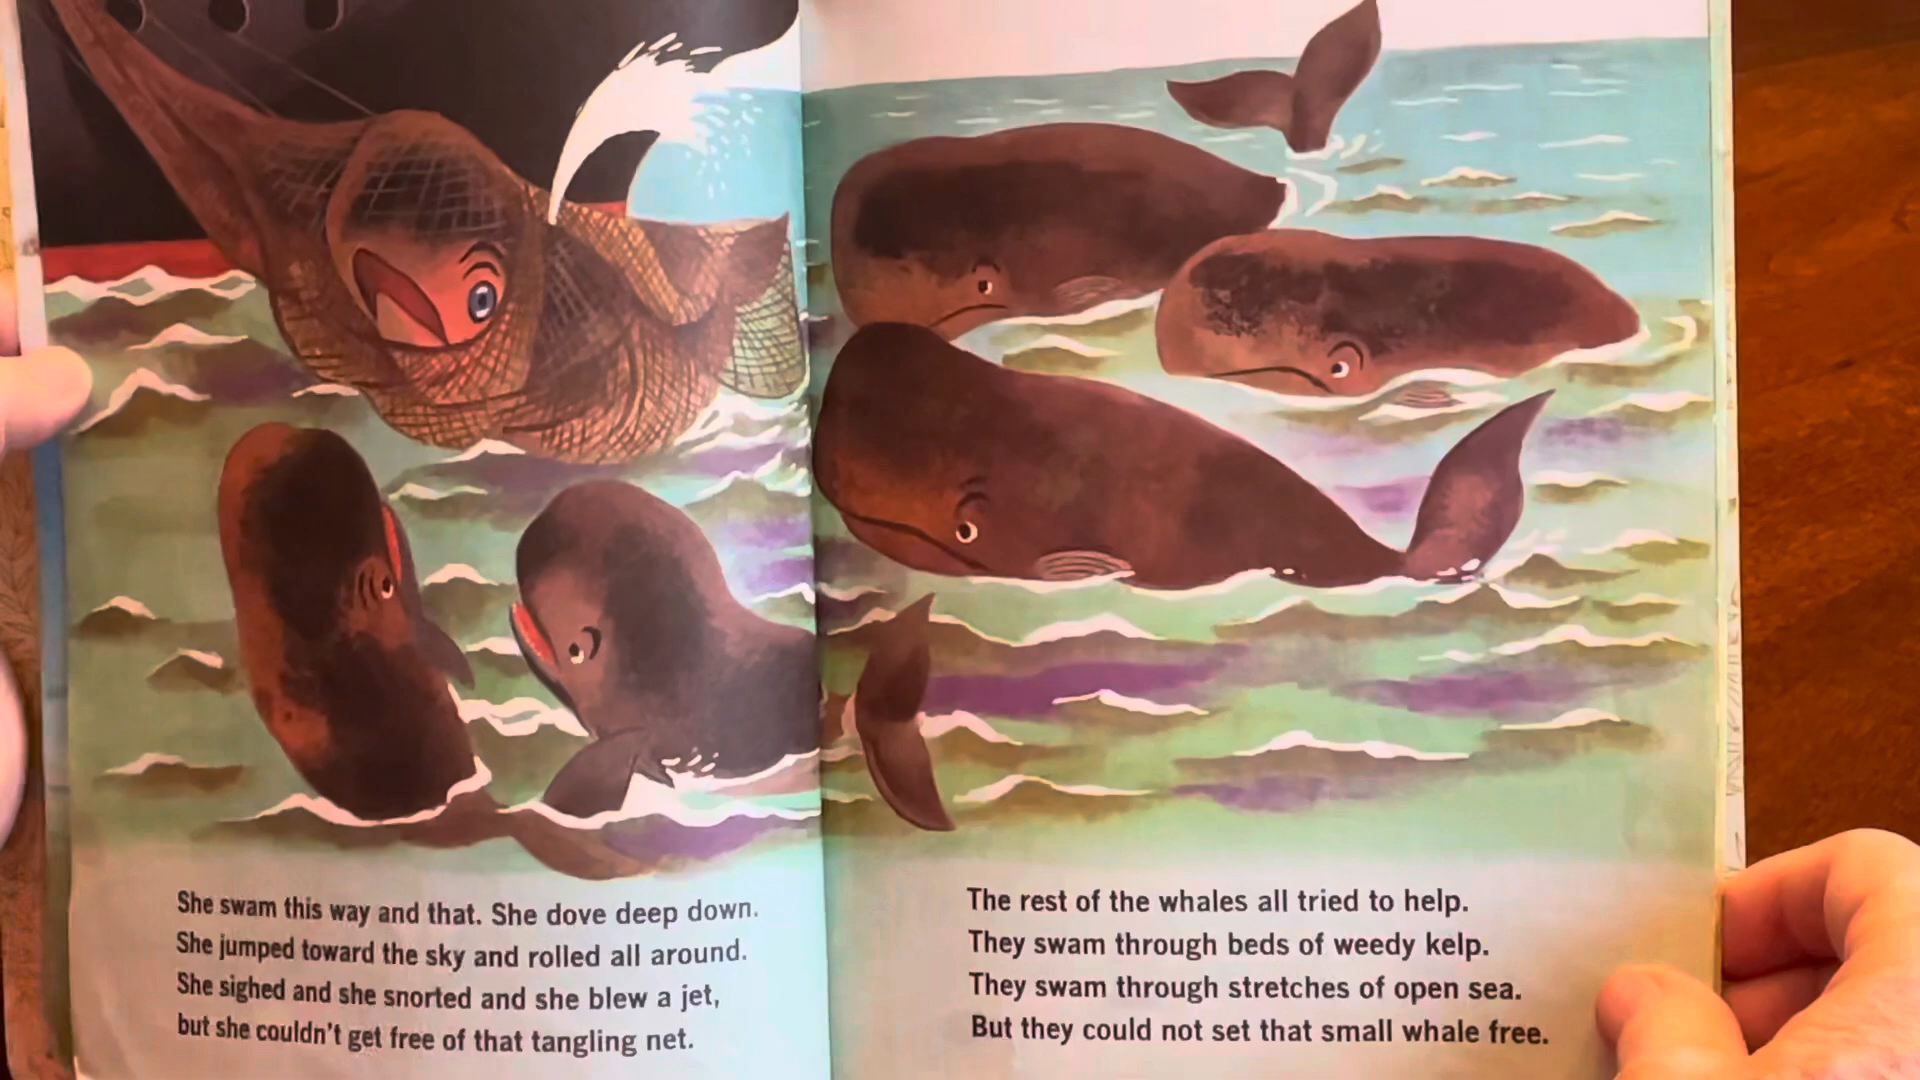 She swam this way and that. She dove deep down.
She jumped toward the sky and rolled all around.
She sighed and she snorted and she blew a jet,
but she couldn't get free of that tangling net.
The rest of the whales all tried to help.
They swam through beds of weedy kelp.
They swam through stretches of open sea.
But they could not set that small whale free.